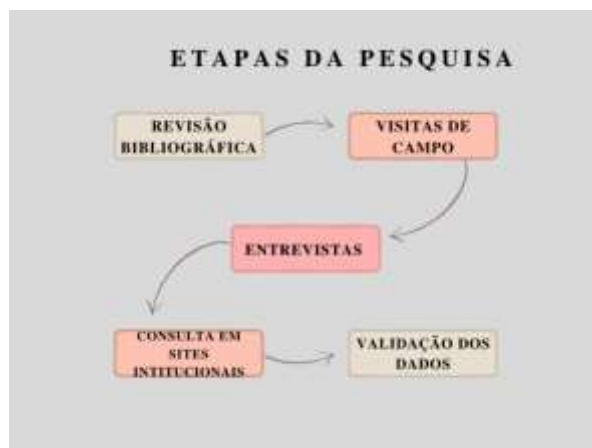 ETAPAS DA PESQUISA
REVISÃO
BIBLIOGRÁFICA
VISITAS DE
CAMPO
ENTREVISTAS
CONSULTA EM
SITES
INTITUCIONAIS
VALIDAÇÃO DOS
DADOS